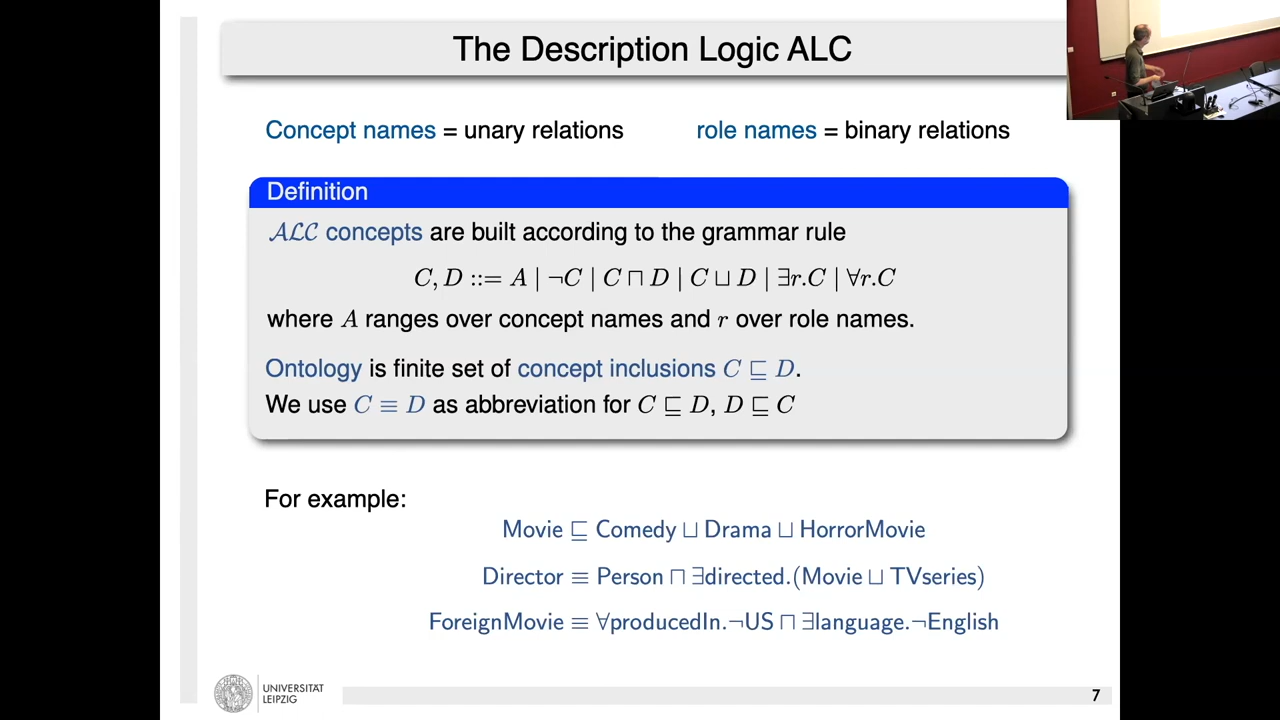 The Description Logic ALC
Concept names = unary relations role names = binary relations
Definition
𝒜ℒ𝒞 concepts are built according to the grammar rule
C, D ::= A | ¬C | C ⊓ D | C ⊔ D | ∃r.C | ∀r.C
where A ranges over concept names and r over role names.
Ontology is finite set of concept inclusions C ⊑ D.
We use C ≡ D as abbreviation for C ⊑ D, D ⊑ C
For example:
Movie ⊑ Comedy ⊔ Drama ⊔ HorrorMovie
Director ≡ Person ⊓ ∃directed.(Movie ⊔ TVseries)
ForeignMovie ≡ ∀producedIn.¬US ⊓ ∃language.¬English
UNIVERSITÄT
LEIPZIG
7